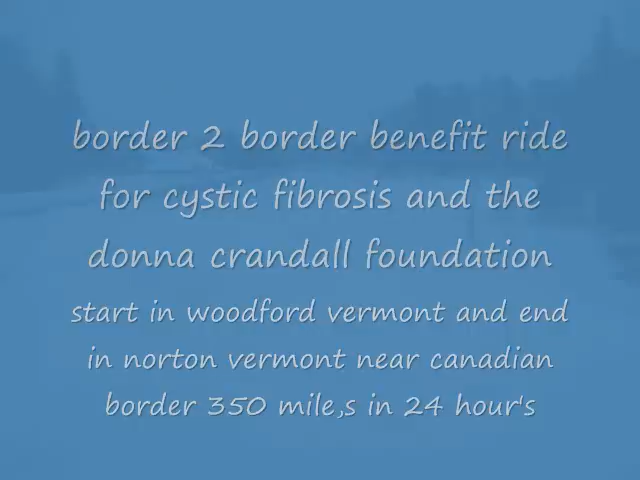 border 2 border benefit ride
for cystic fibrosis and the
donna crandall foundation
start in woodford vermont and end
in norton vermont near canadian
border 350 mile,s in 24 hour's